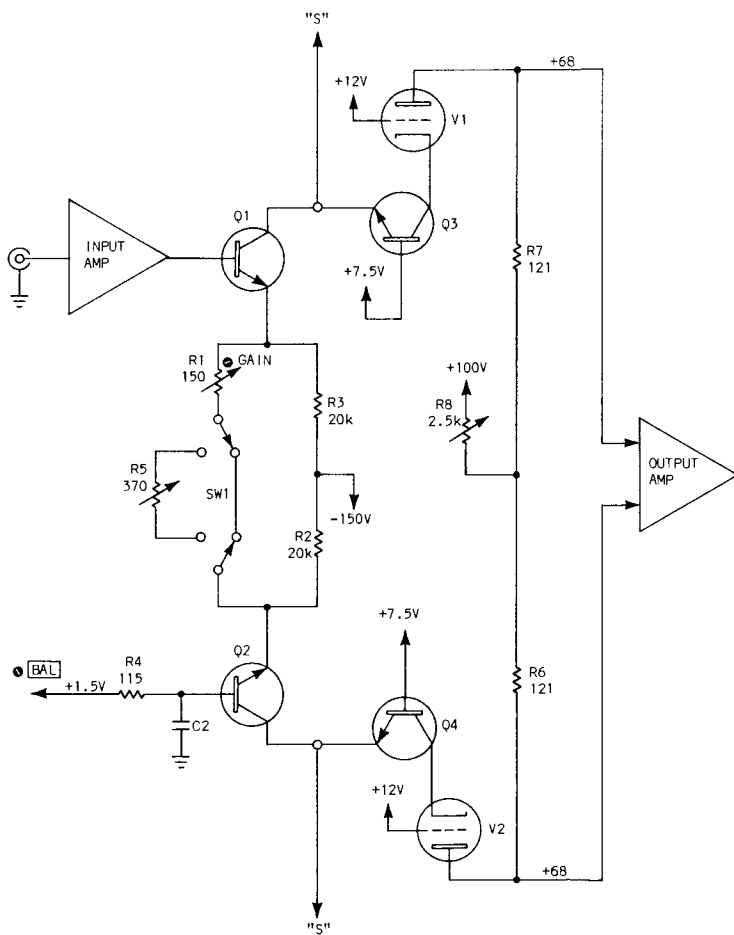 "S"
+68
+12V
V1
Q1
INPUT
AMP
Q3
+7.5V
R7
121
R1
150
GAIN
+100V
R3
20k
R8
2.5k
R5
370
SW1
OUTPUT
AMP
-150V
R2
20k
+7.5V
Q2
BAL
R4
115
+1.5V
R6
121
Q4
C2
+12V
V2
+68
"S"